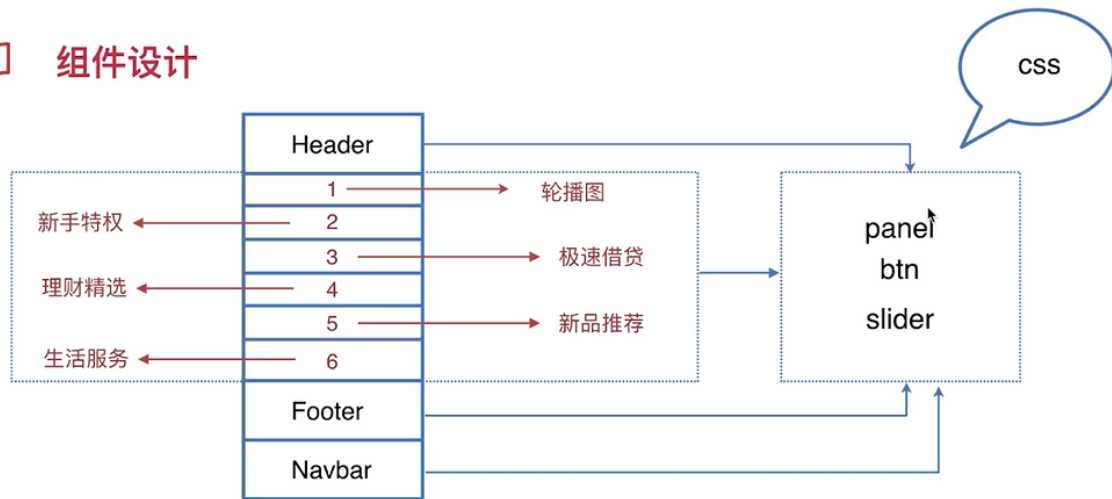 组件设计
css
Header
1
轮播图
新手特权
2
3
极速借贷
理财精选
4
5
新品推荐
生活服务
6
Footer
Navbar
panel
btn
slider